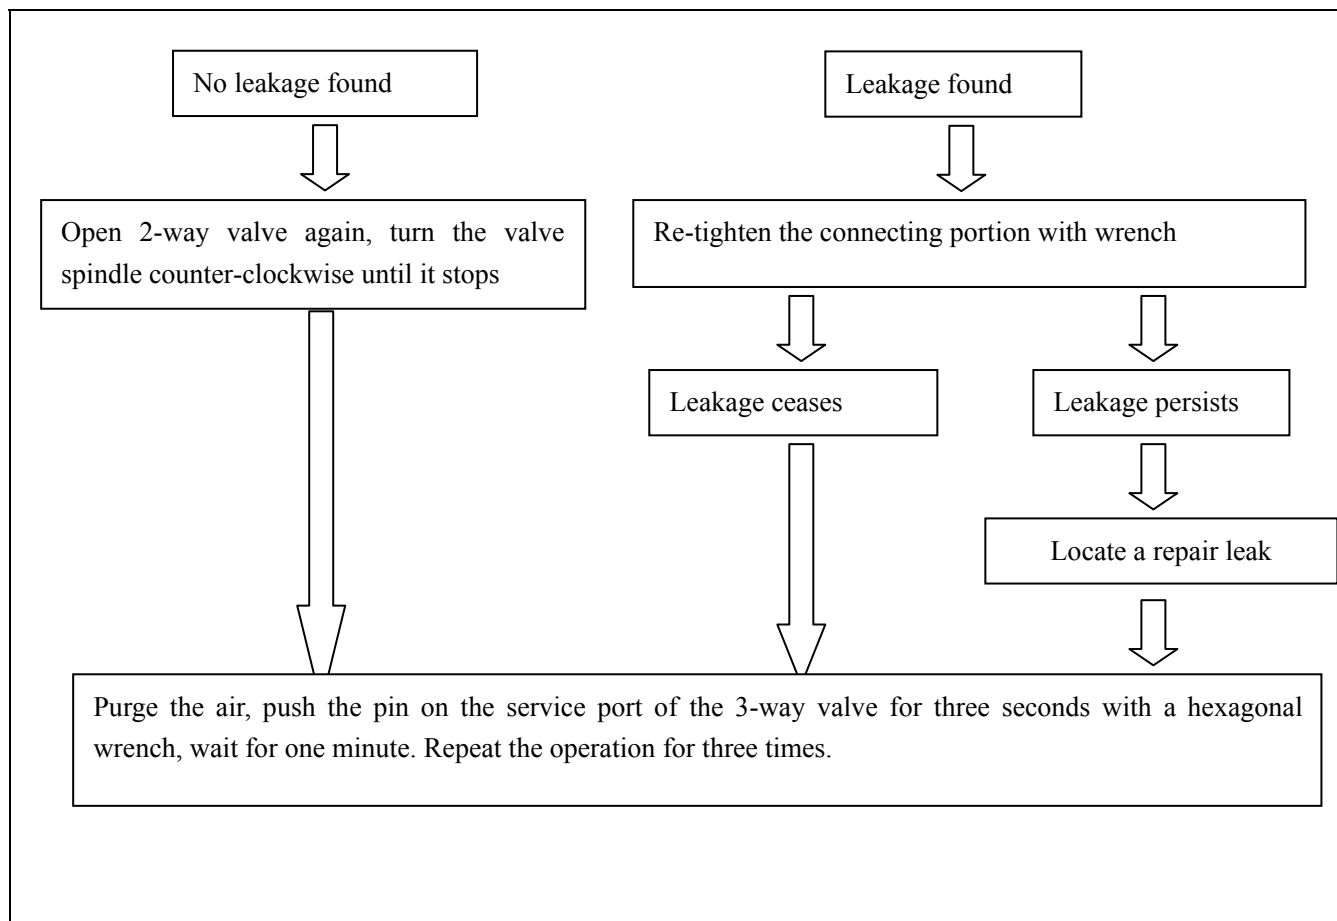 No leakage found
Leakage found
Open 2-way valve again, turn the valve
spindle counter-clockwise until it stops
Re-tighten the connecting portion with wrench
Leakage ceases
Leakage persists
Locate a repair leak
Purge the air, push the pin on the service port of the 3-way valve for three seconds with a hexagonal
wrench, wait for one minute. Repeat the operation for three times.